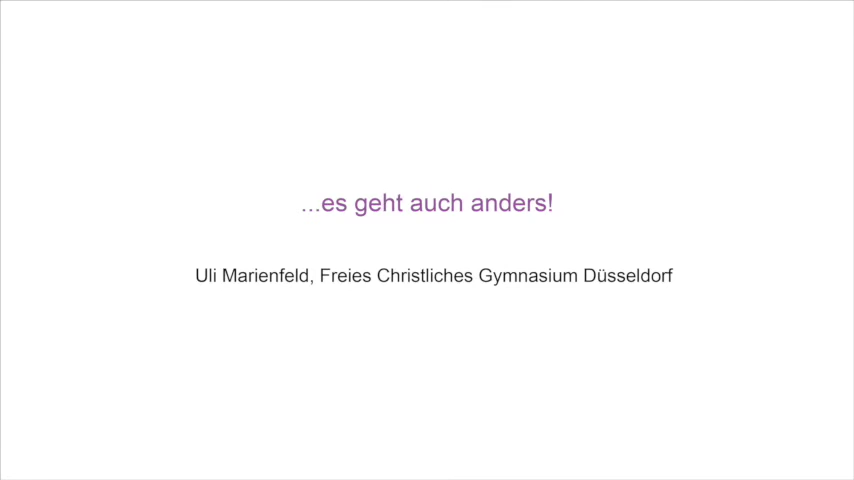 ...es geht auch anders!
Uli Marienfeld, Freies Christliches Gymnasium Düsseldorf